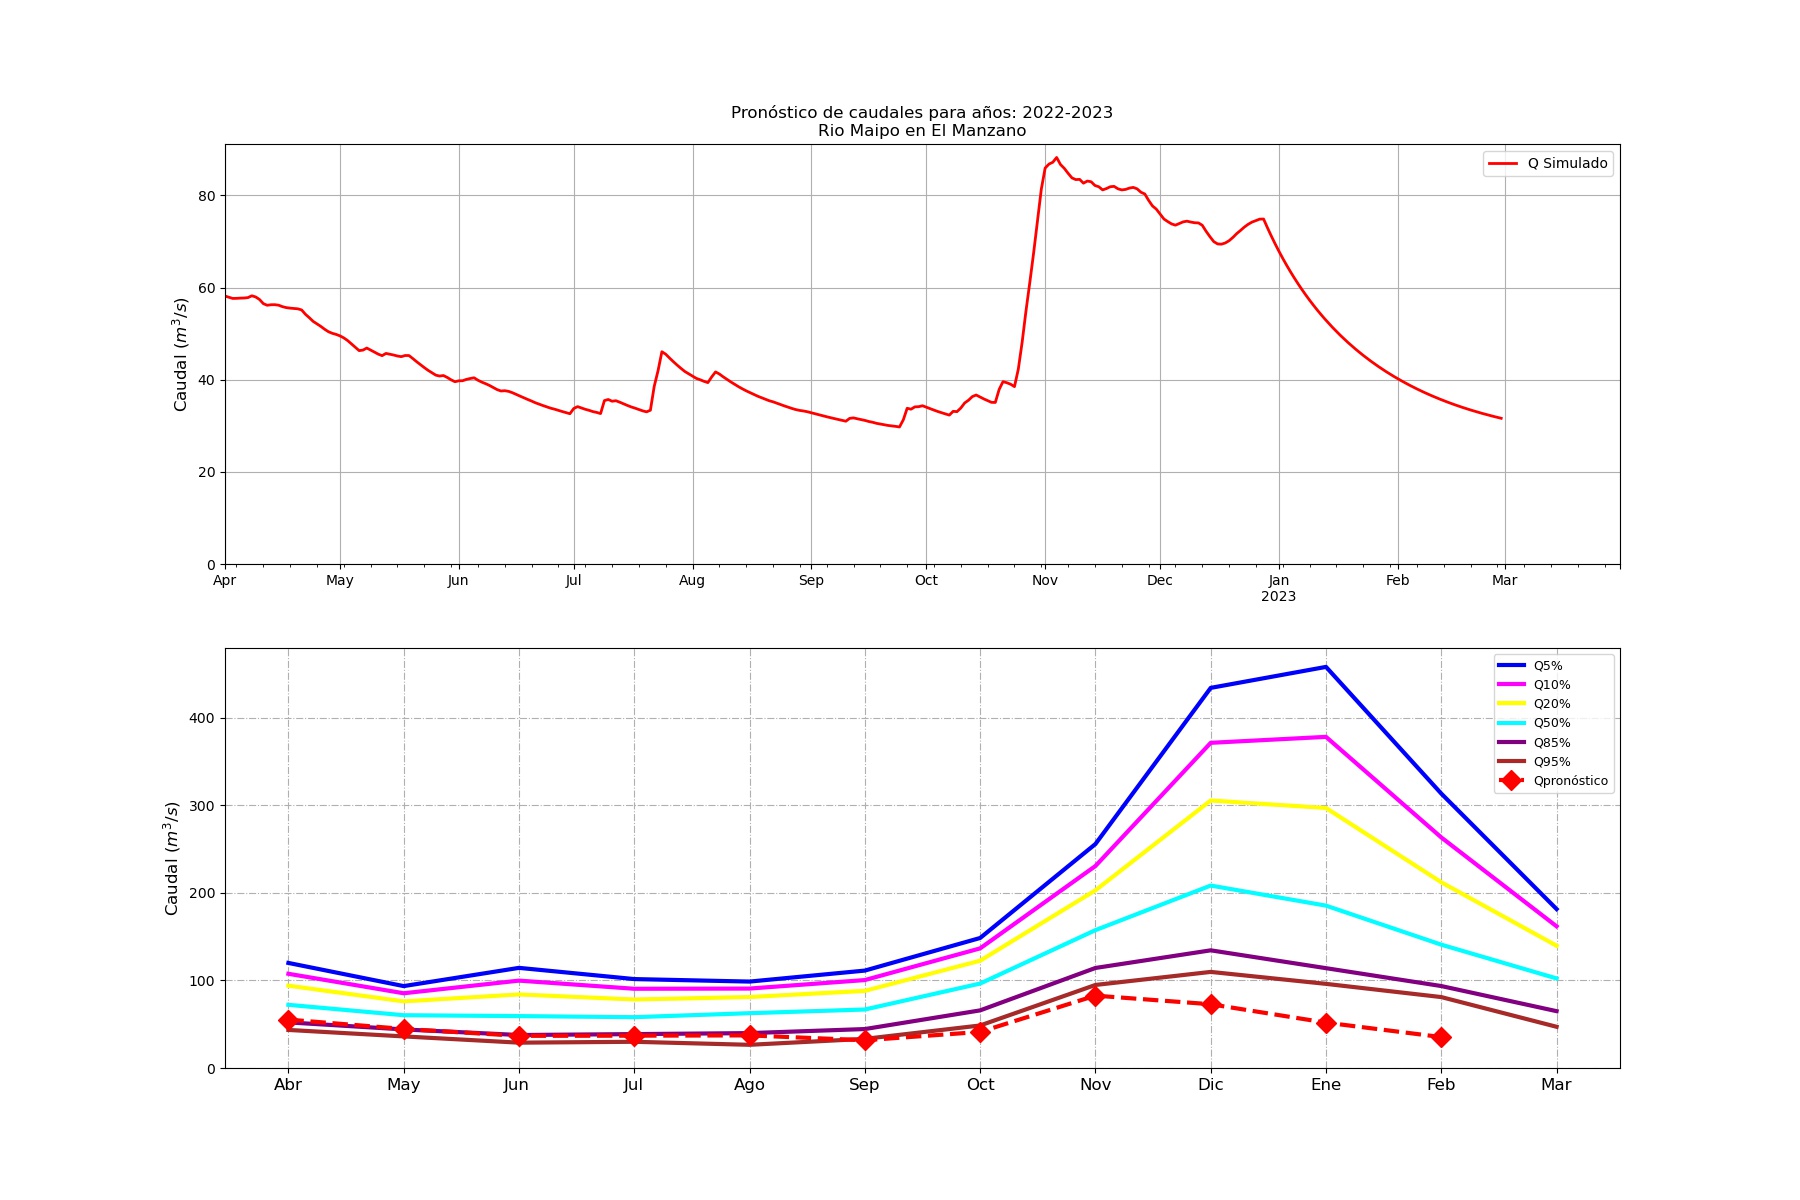 Pronóstico de caudales para años: 2022-2023
Rio Maipo en El Manzano
Q Simulado
Caudal (m³/s)
80
60
40
20
0
Apr May Jun Jul Aug Sep Oct Nov Dec Jan Feb Mar
2023
Q5%
Q10%
Q20%
Q50%
Q85%
Q95%
Qpronóstico
Caudal (m³/s)
400
300
200
100
0
Abr May Jun Jul Ago Sep Oct Nov Dic Ene Feb Mar